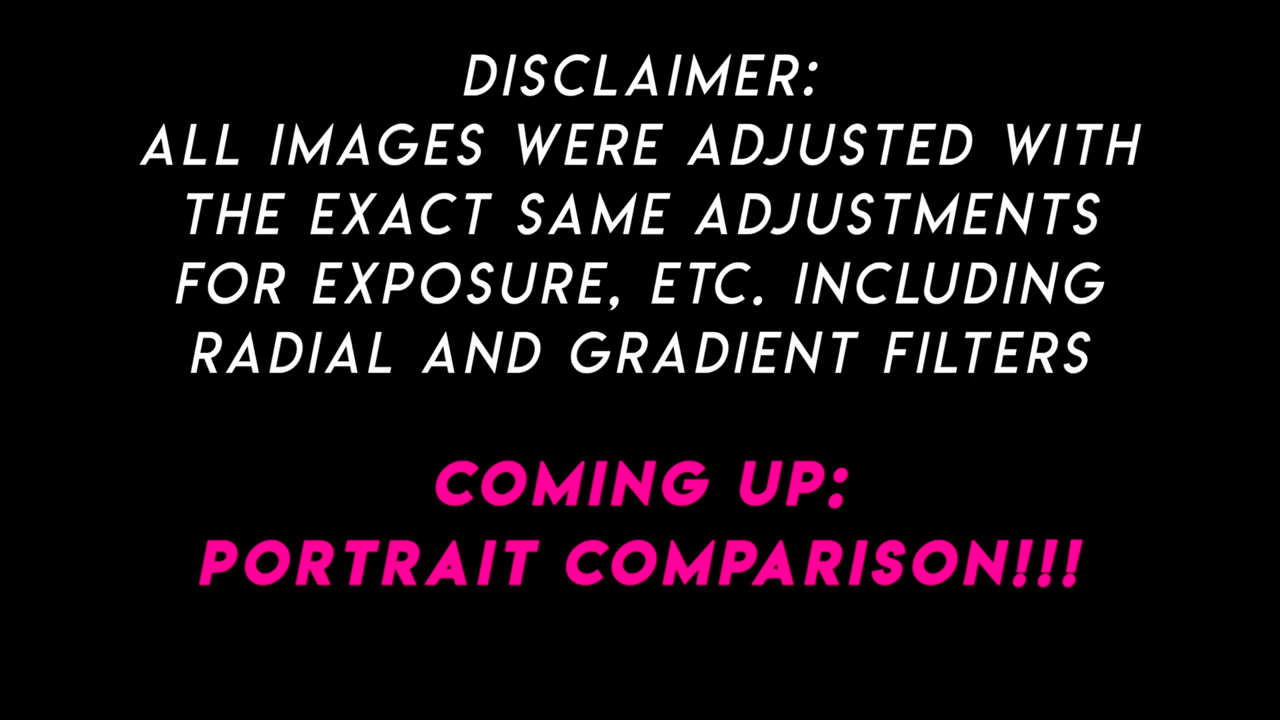 DISCLAIMER:
ALL IMAGES WERE ADJUSTED WITH
THE EXACT SAME ADJUSTMENTS
FOR EXPOSURE, ETC. INCLUDING
RADIAL AND GRADIENT FILTERS
COMING UP:
PORTRAIT COMPARISON!!!